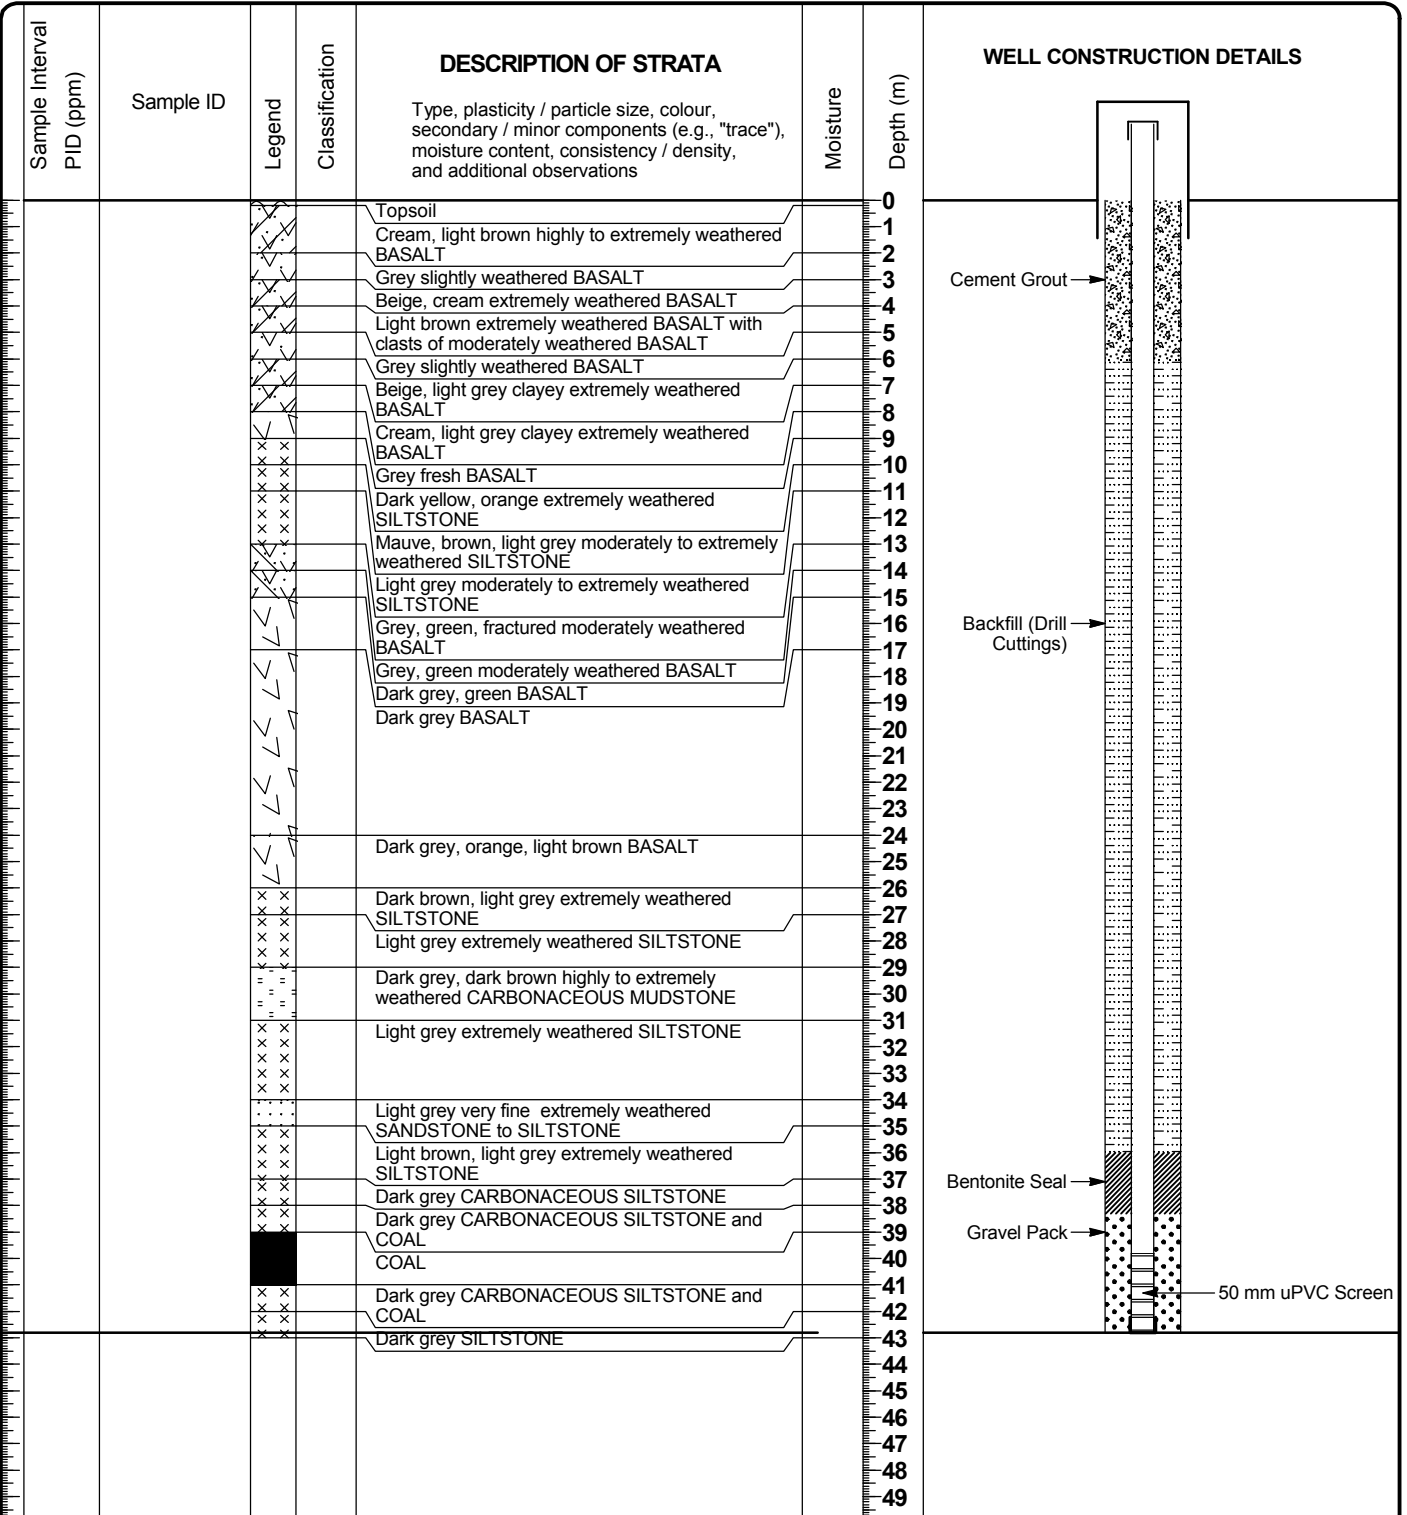 Sample Interval
PID (ppm)
Sample ID
Legend
Classification
DESCRIPTION OF STRATA
Type, plasticity / particle size, colour,
secondary / minor components (e.g., "trace"),
moisture content, consistency / density,
and additional observations
Moisture
Depth (m)
WELL CONSTRUCTION DETAILS
Topsoil
Cream, light brown highly to extremely weathered
BASALT
Grey slightly weathered BASALT
Beige, cream extremely weathered BASALT
Light brown extremely weathered BASALT with
clasts of moderately weathered BASALT
Grey slightly weathered BASALT
Beige, light grey clayey extremely weathered
BASALT
Cream, light grey clayey extremely weathered
BASALT
Grey fresh BASALT
Dark yellow, orange extremely weathered
SILTSTONE
Mauve, brown, light grey moderately to extremely
weathered SILTSTONE
Light grey moderately to extremely weathered
SILTSTONE
Grey, green, fractured moderately weathered
BASALT
Grey, green moderately weathered BASALT
Dark grey, green BASALT
Dark grey BASALT
Dark grey, orange, light brown BASALT
Dark brown, light grey extremely weathered
SILTSTONE
Light grey extremely weathered SILTSTONE
Dark grey, dark brown highly to extremely
weathered CARBONACEOUS MUDSTONE
Light grey extremely weathered SILTSTONE
Light grey very fine extremely weathered
SANDSTONE to SILTSTONE
Light brown, light grey extremely weathered
SILTSTONE
Dark grey CARBONACEOUS SILTSTONE
Dark grey CARBONACEOUS SILTSTONE and
COAL
COAL
Dark grey CARBONACEOUS SILTSTONE and
COAL
Dark grey SILTSTONE
0
1
2
3
4
5
6
7
8
9
10
11
12
13
14
15
16
17
18
19
20
21
22
23
24
25
26
27
28
29
30
31
32
33
34
35
36
37
38
39
40
41
42
43
44
45
46
47
48
49
Cement Grout
Backfill (Drill
Cuttings)
Bentonite Seal
Gravel Pack
50 mm uPVC Screen